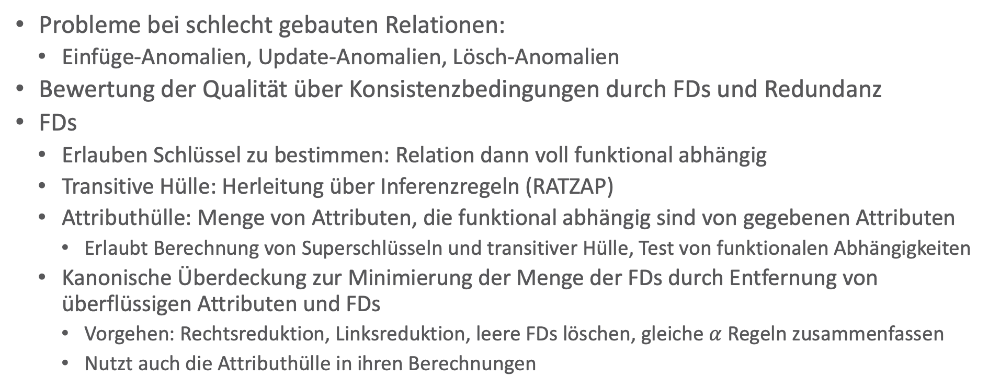 • Probleme bei schlecht gebauten Relationen:
• Einfüge-Anomalien, Update-Anomalien, Lösch-Anomalien
• Bewertung der Qualität über Konsistenzbedingungen durch FDs und Redundanz
• FDs
• Erlauben Schlüssel zu bestimmen: Relation dann voll funktional abhängig
• Transitive Hülle: Herleitung über Inferenzregeln (RATZAP)
• Attributhülle: Menge von Attributen, die funktional abhängig sind von gegebenen Attributen
• Erlaubt Berechnung von Superschlüsseln und transitiver Hülle, Test von funktionalen Abhängigkeiten
• Kanonische Überdeckung zur Minimierung der Menge der FDs durch Entfernung von
überflüssigen Attributen und FDs
• Vorgehen: Rechtsreduktion, Linksreduktion, leere FDs löschen, gleiche α Regeln zusammenfassen
• Nutzt auch die Attributhülle in ihren Berechnungen